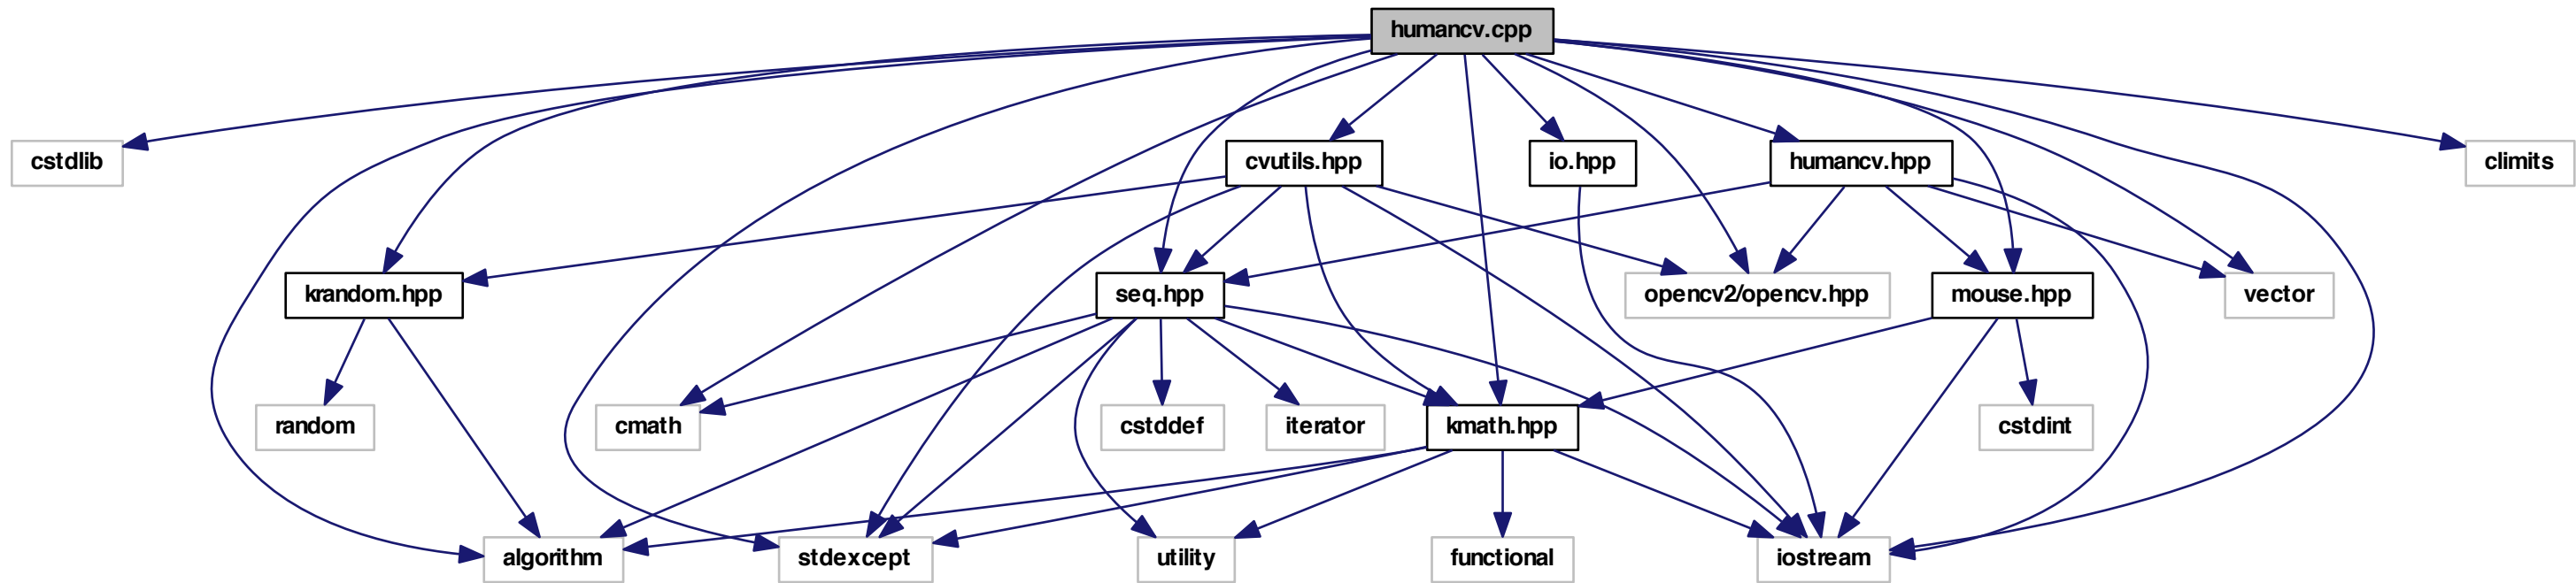 humancv.cpp
cstdlib
cvutils.hpp
io.hpp
humancv.hpp
climits
krandom.hpp
seq.hpp
opencv2/opencv.hpp
mouse.hpp
vector
random
cmath
cstddef
iterator
kmath.hpp
cstdint
algorithm
stdexcept
utility
functional
iostream